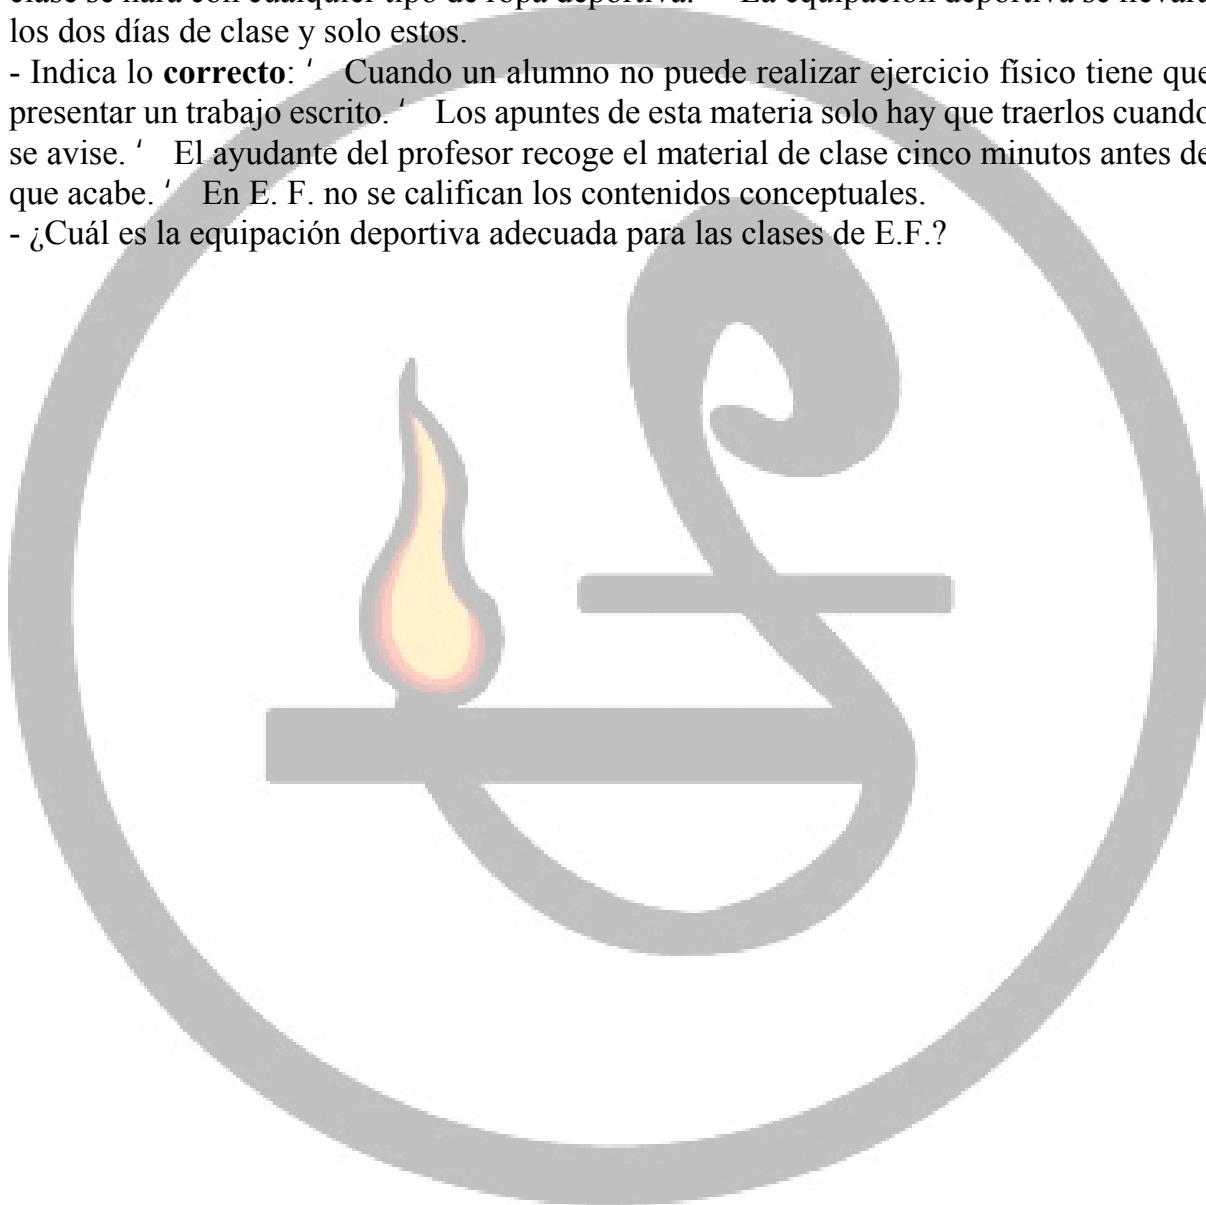 clase se hará con cualquier tipo de ropa deportiva. ‘ La equipación deportiva se llevará
los dos días de clase y solo estos.
- Indica lo correcto: ‘ Cuando un alumno no puede realizar ejercicio físico tiene que
presentar un trabajo escrito. ‘ Los apuntes de esta materia solo hay que traerlos cuando
se avise. ‘ El ayudante del profesor recoge el material de clase cinco minutos antes de
que acabe. ‘ En E. F. no se califican los contenidos conceptuales.
- ¿Cuál es la equipación deportiva adecuada para las clases de E.F.?